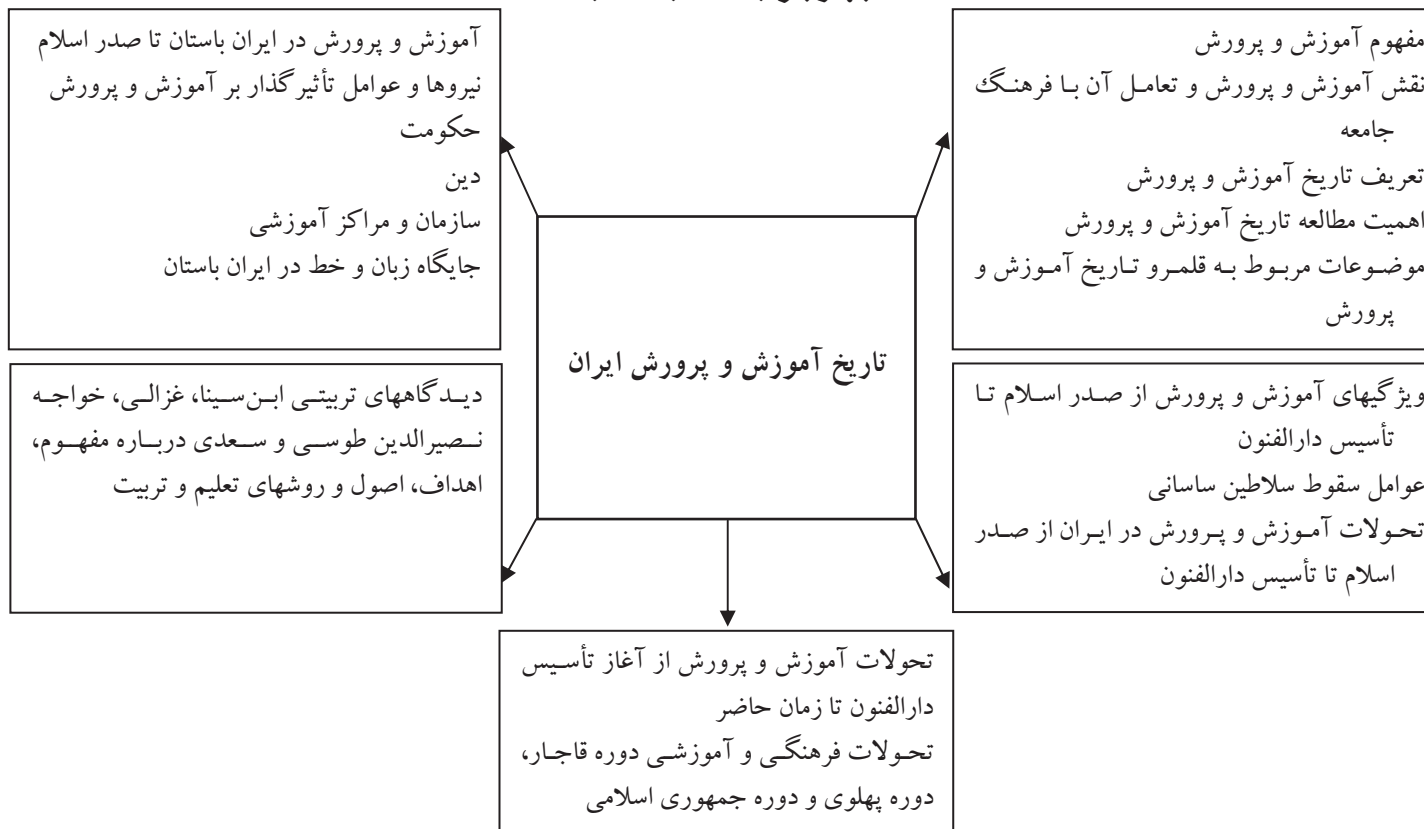 مفهوم آموزش و پرورش
نقش آموزش و پرورش و تعامل آن با فرهنگ
جامعه
تعریف تاریخ آموزش و پرورش
اهمیت مطالعه تاریخ آموزش و پرورش
موضوعات مربوط به قلمرو تاریخ آموزش و
پرورش
آموزش و پرورش در ایران باستان تا صدر اسلام
نیروها و عوامل تأثیرگذار بر آموزش و پرورش
حکومت
دین
سازمان و مراکز آموزشی
جایگاه زبان و خط در ایران باستان
تاریخ آموزش و پرورش ایران
ویژگیهای آموزش و پرورش از صدر اسلام تا
تأسیس دارالفنون
عوامل سقوط سلاطین ساسانی
تحولات آموزش و پرورش در ایران از صدر
اسلام تا تأسیس دارالفنون
دیدگاههای تربیتی ابن‌سینا، غزالی، خواجه
نصیرالدین طوسی و سعدی درباره مفهوم،
اهداف، اصول و روشهای تعلیم و تربیت
تحولات آموزش و پرورش از آغاز تأسیس
دارالفنون تا زمان حاضر
تحولات فرهنگی و آموزشی دوره قاجار،
دوره پهلوی و دوره جمهوری اسلامی